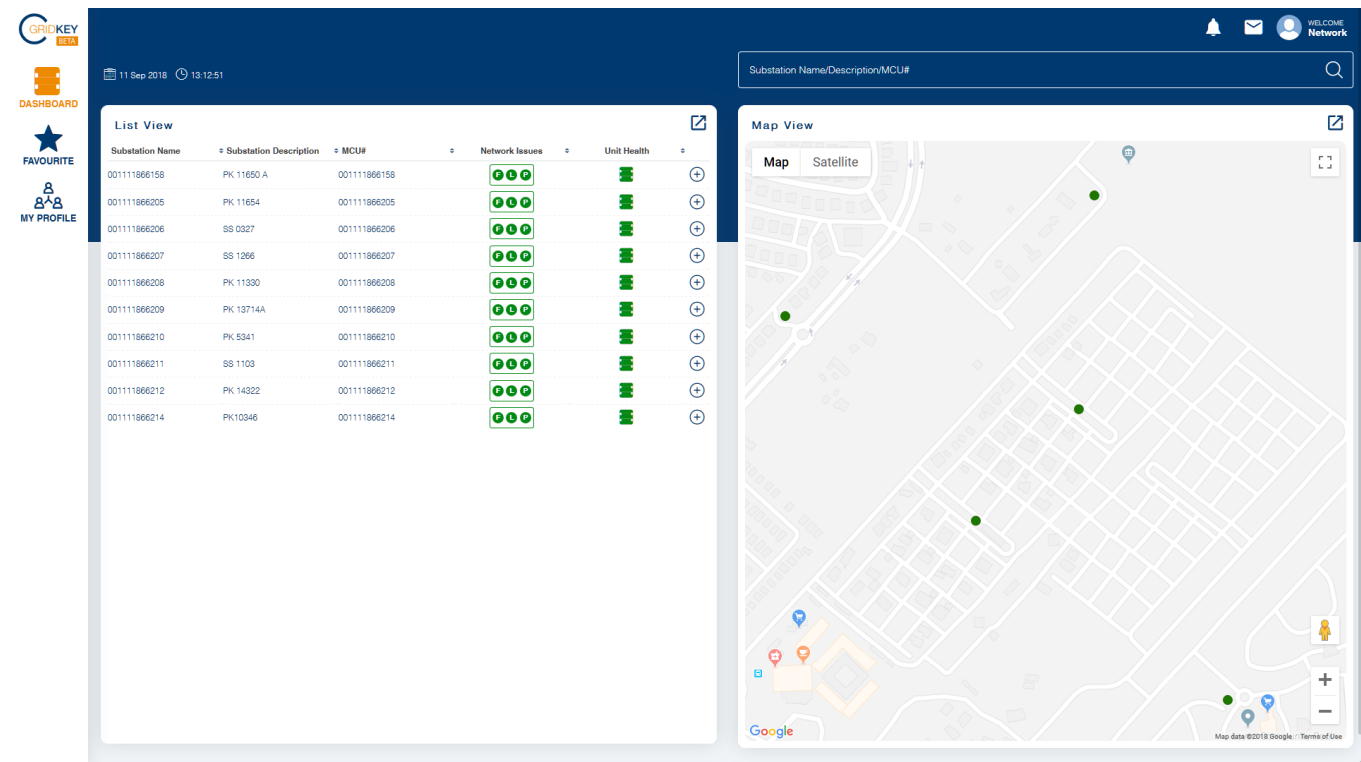 GRIDKEY
BETA
WELCOME
Network
11 Sep 2018 13:12:51
Substation Name/Description/MCU#
DASHBOARD
FAVOURITE
MY PROFILE
List View
Substation Name Substation Description MCU# Network Issues Unit Health
001111866158 PK 11650 A 001111866158 F L P
001111866205 PK 11654 001111866205 F L P
001111866206 SS 0327 001111866206 F L P
001111866207 SS 1266 001111866207 F L P
001111866208 PK 11330 001111866208 F L P
001111866209 PK 13714A 001111866209 F L P
001111866210 PK 5341 001111866210 F L P
001111866211 SS 1103 001111866211 F L P
001111866212 PK 14322 001111866212 F L P
001111866214 PK10346 001111866214 F L P
Map View
Map Satellite
Google
Map data ©2018 Google Terms of Use